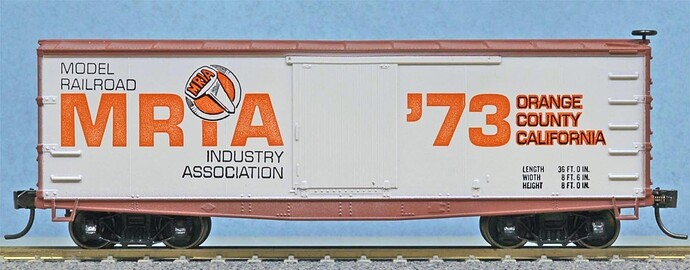 MODEL
RAILROAD
MRIA
MRIA
INDUSTRY
ASSOCIATION
'73
ORANGE
COUNTY
CALIFORNIA
LENGTH 36 FT. 0 IN.
WIDTH 8 FT. 6 IN.
HEIGHT 8 FT. 0 IN.